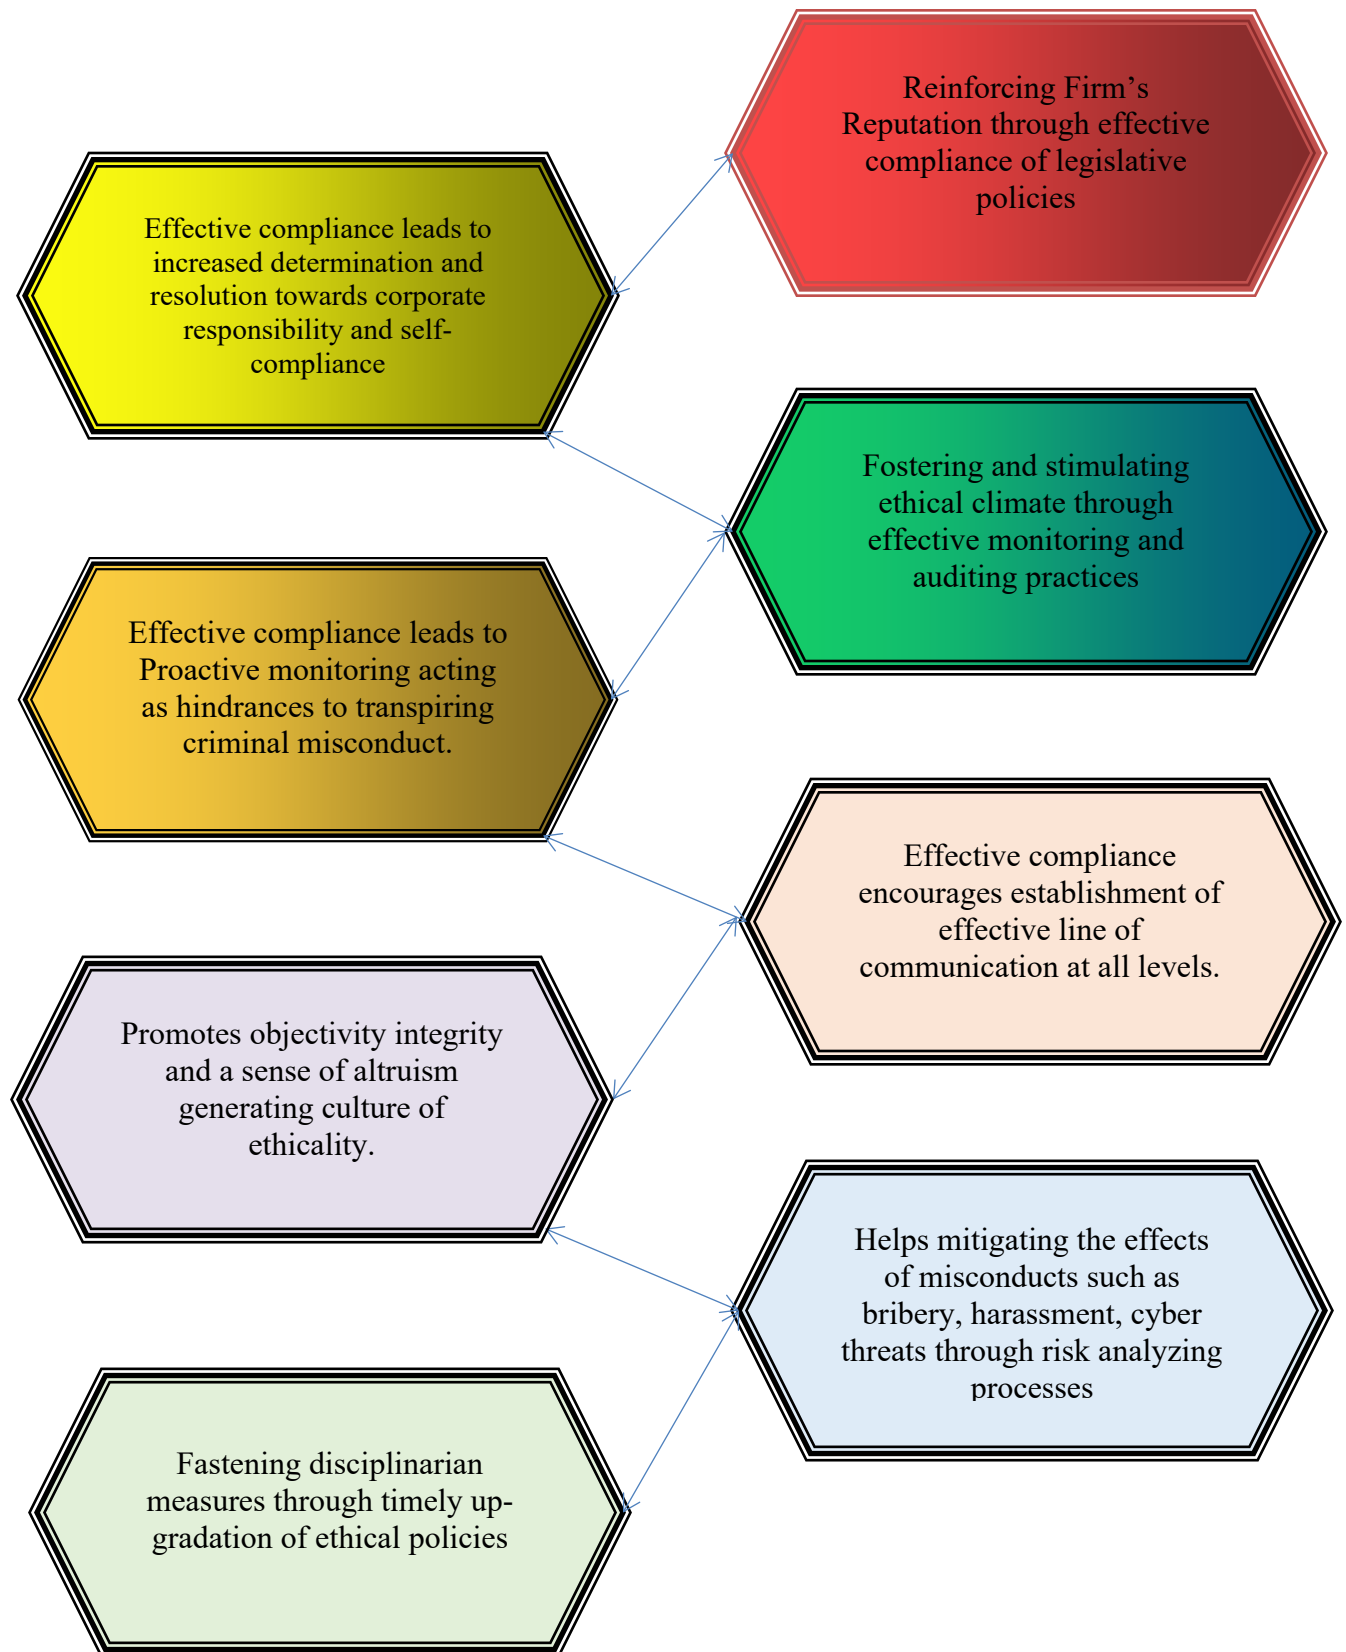 Reinforcing Firm’s
Reputation through effective
compliance of legislative
policies
Effective compliance leads to
increased determination and
resolution towards corporate
responsibility and self-
compliance
Fostering and stimulating
ethical climate through
effective monitoring and
auditing practices
Effective compliance leads to
Proactive monitoring acting
as hindrances to transpiring
criminal misconduct.
Effective compliance
encourages establishment of
effective line of
communication at all levels.
Promotes objectivity integrity
and a sense of altruism
generating culture of
ethicality.
Helps mitigating the effects
of misconducts such as
bribery, harassment, cyber
threats through risk analyzing
processes
Fastening disciplinarian
measures through timely up-
gradation of ethical policies